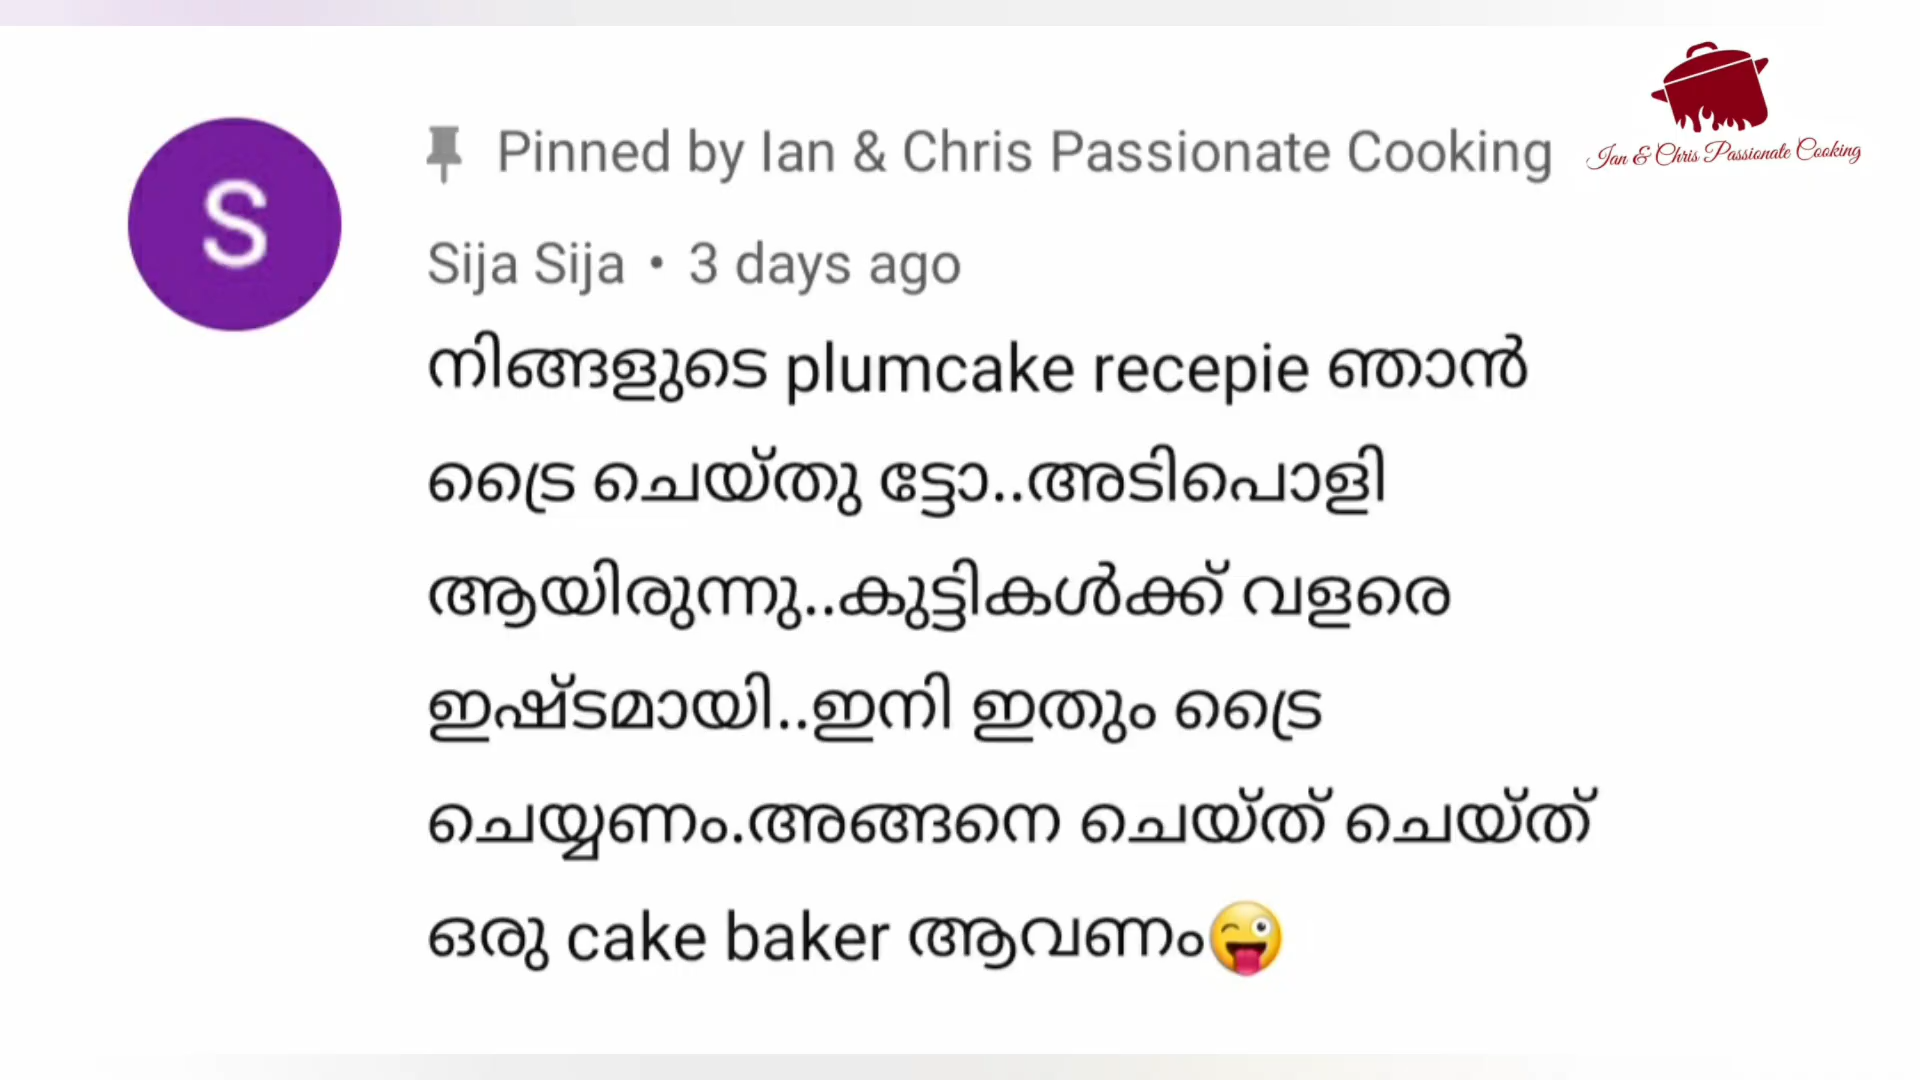 Pinned by Ian & Chris Passionate Cooking
Ian & Chris Passionate Cooking
S
Sija Sija • 3 days ago
നിങ്ങളുടെ plumcake recepie ഞാൻ
ട്രൈ ചെയ്തു ട്ടോ..അടിപൊളി
ആയിരുന്നു..കുട്ടികൾക്ക് വളരെ
ഇഷ്ടമായി..ഇനി ഇതും ട്രൈ
ചെയ്യണം.അങ്ങനെ ചെയ്ത് ചെയ്ത്
ഒരു cake baker ആവണം😜